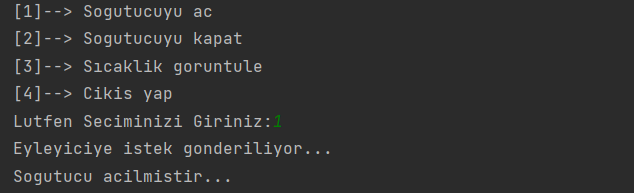 [1]--> Sogutucuyu ac
[2]--> Sogutucuyu kapat
[3]--> Sıcaklik goruntule
[4]--> Cikis yap
Lutfen Seciminizi Giriniz:1
Eyleyiciye istek gonderiliyor...
Sogutucu acilmistir...